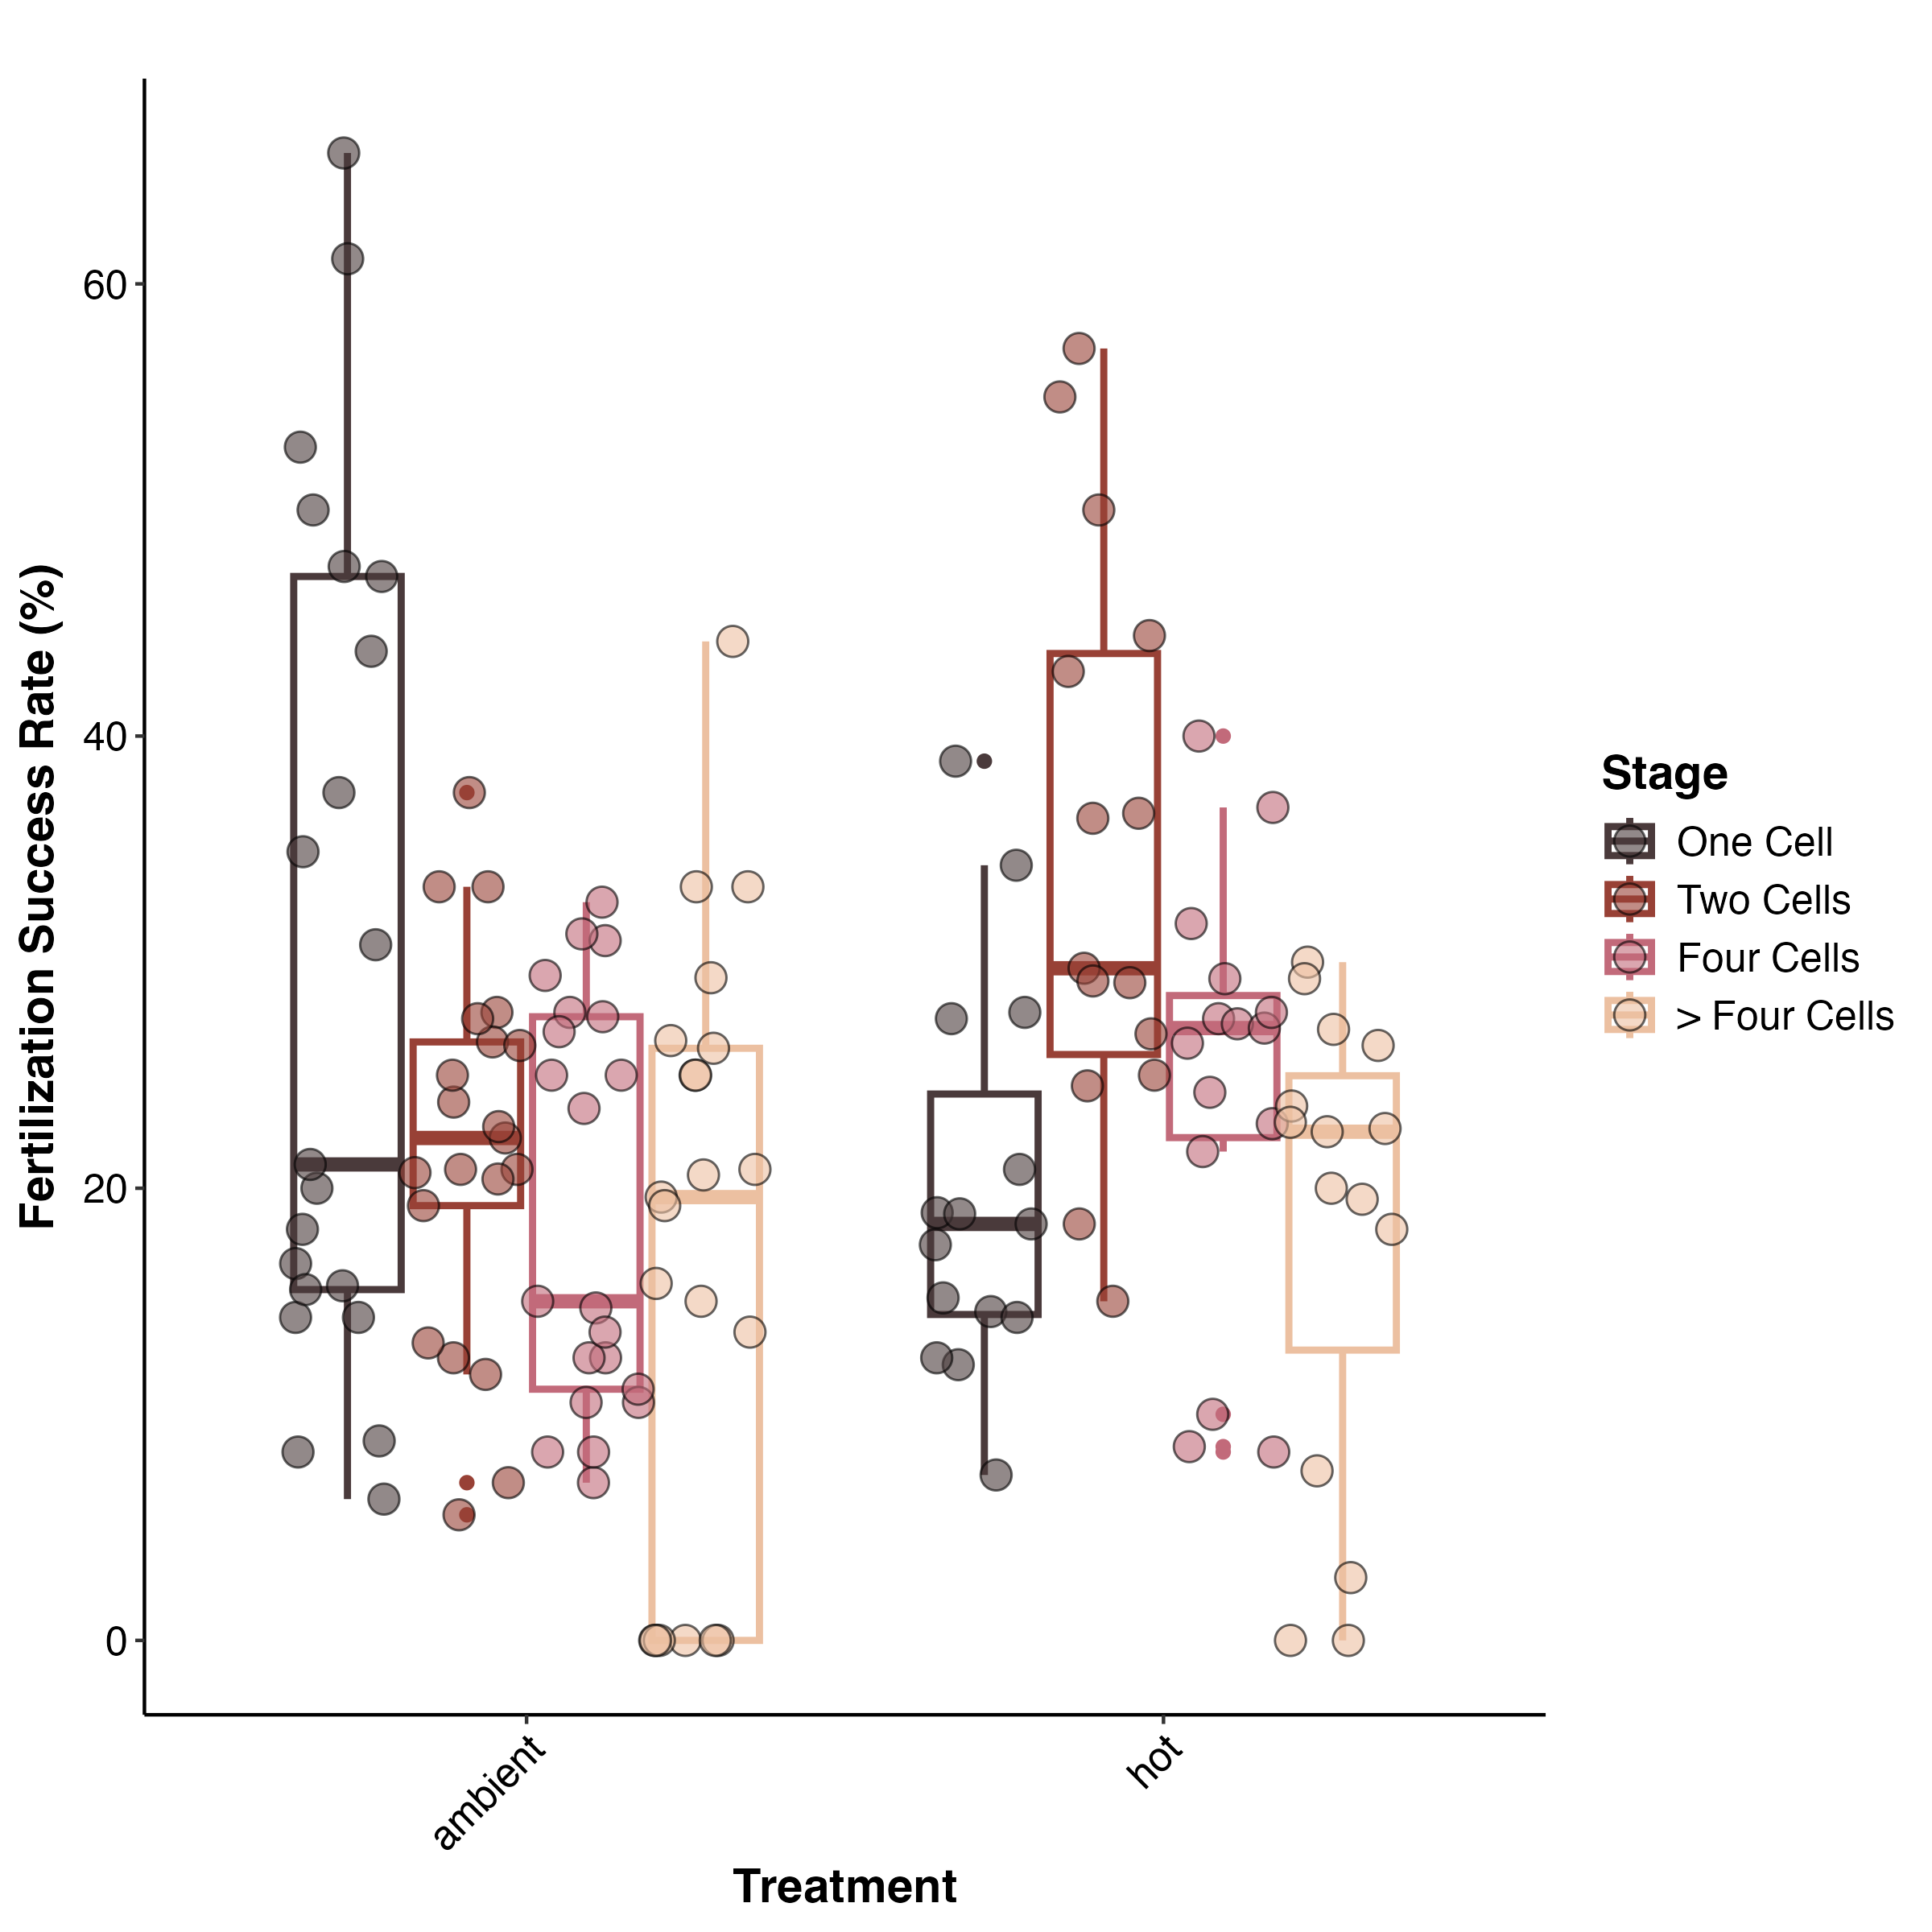 Fertilization Success Rate (%)
60
40
20
0
ambient
hot
Treatment
Stage
One Cell
Two Cells
Four Cells
> Four Cells